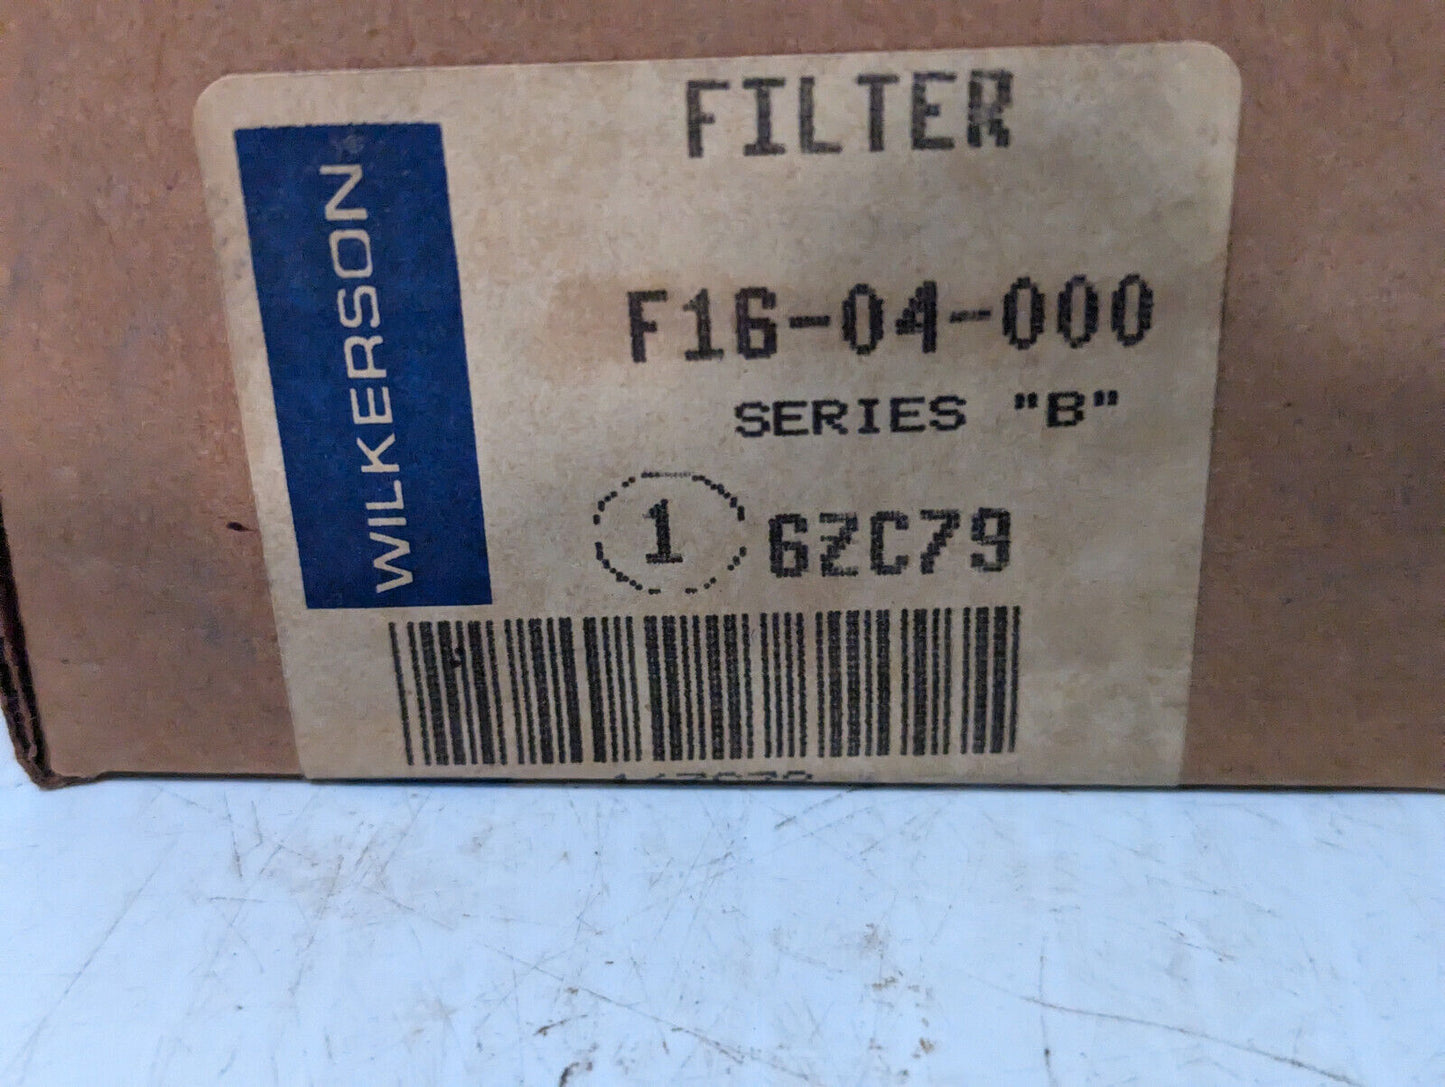 WILKERSON
FILTER
F16-04-000
SERIES "B"
1 6ZC79